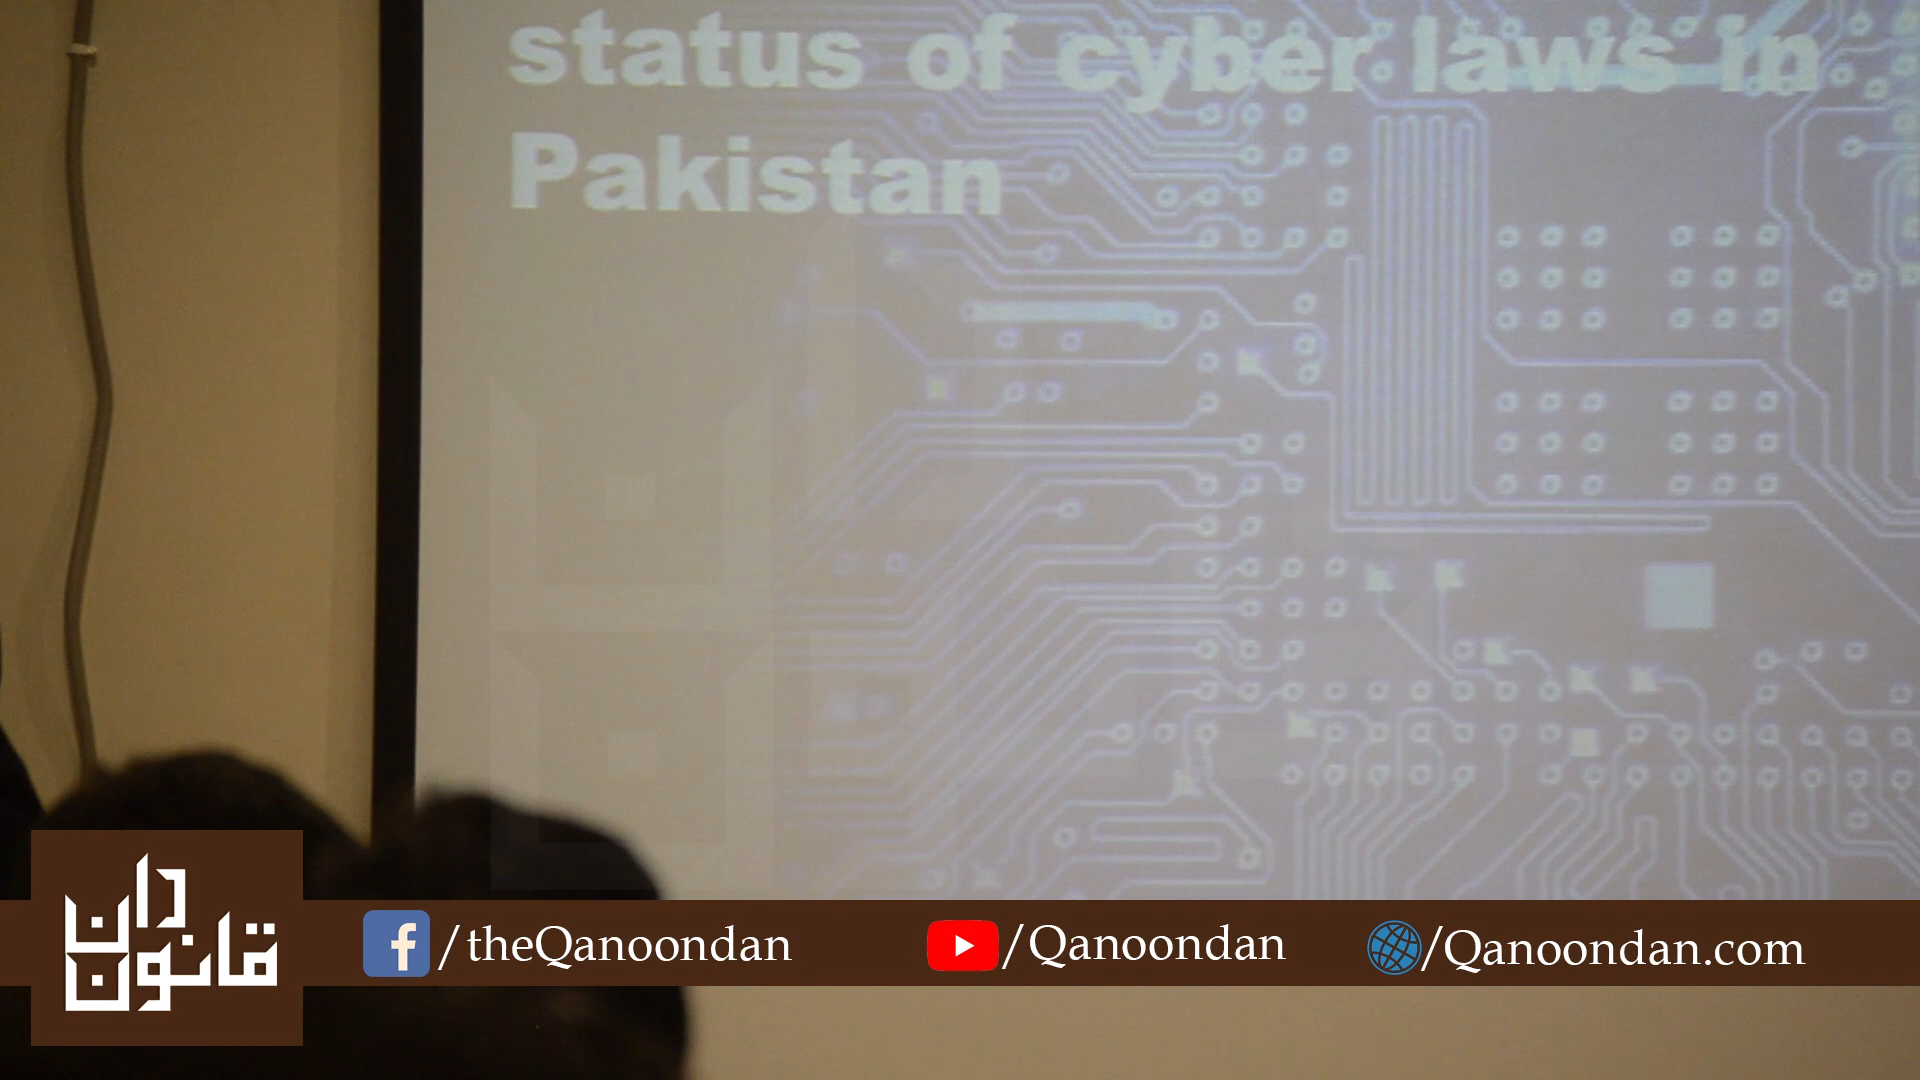 status of cyber laws in
Pakistan
قانون دان
/theQanoondan
/Qanoondan
/Qanoondan.com